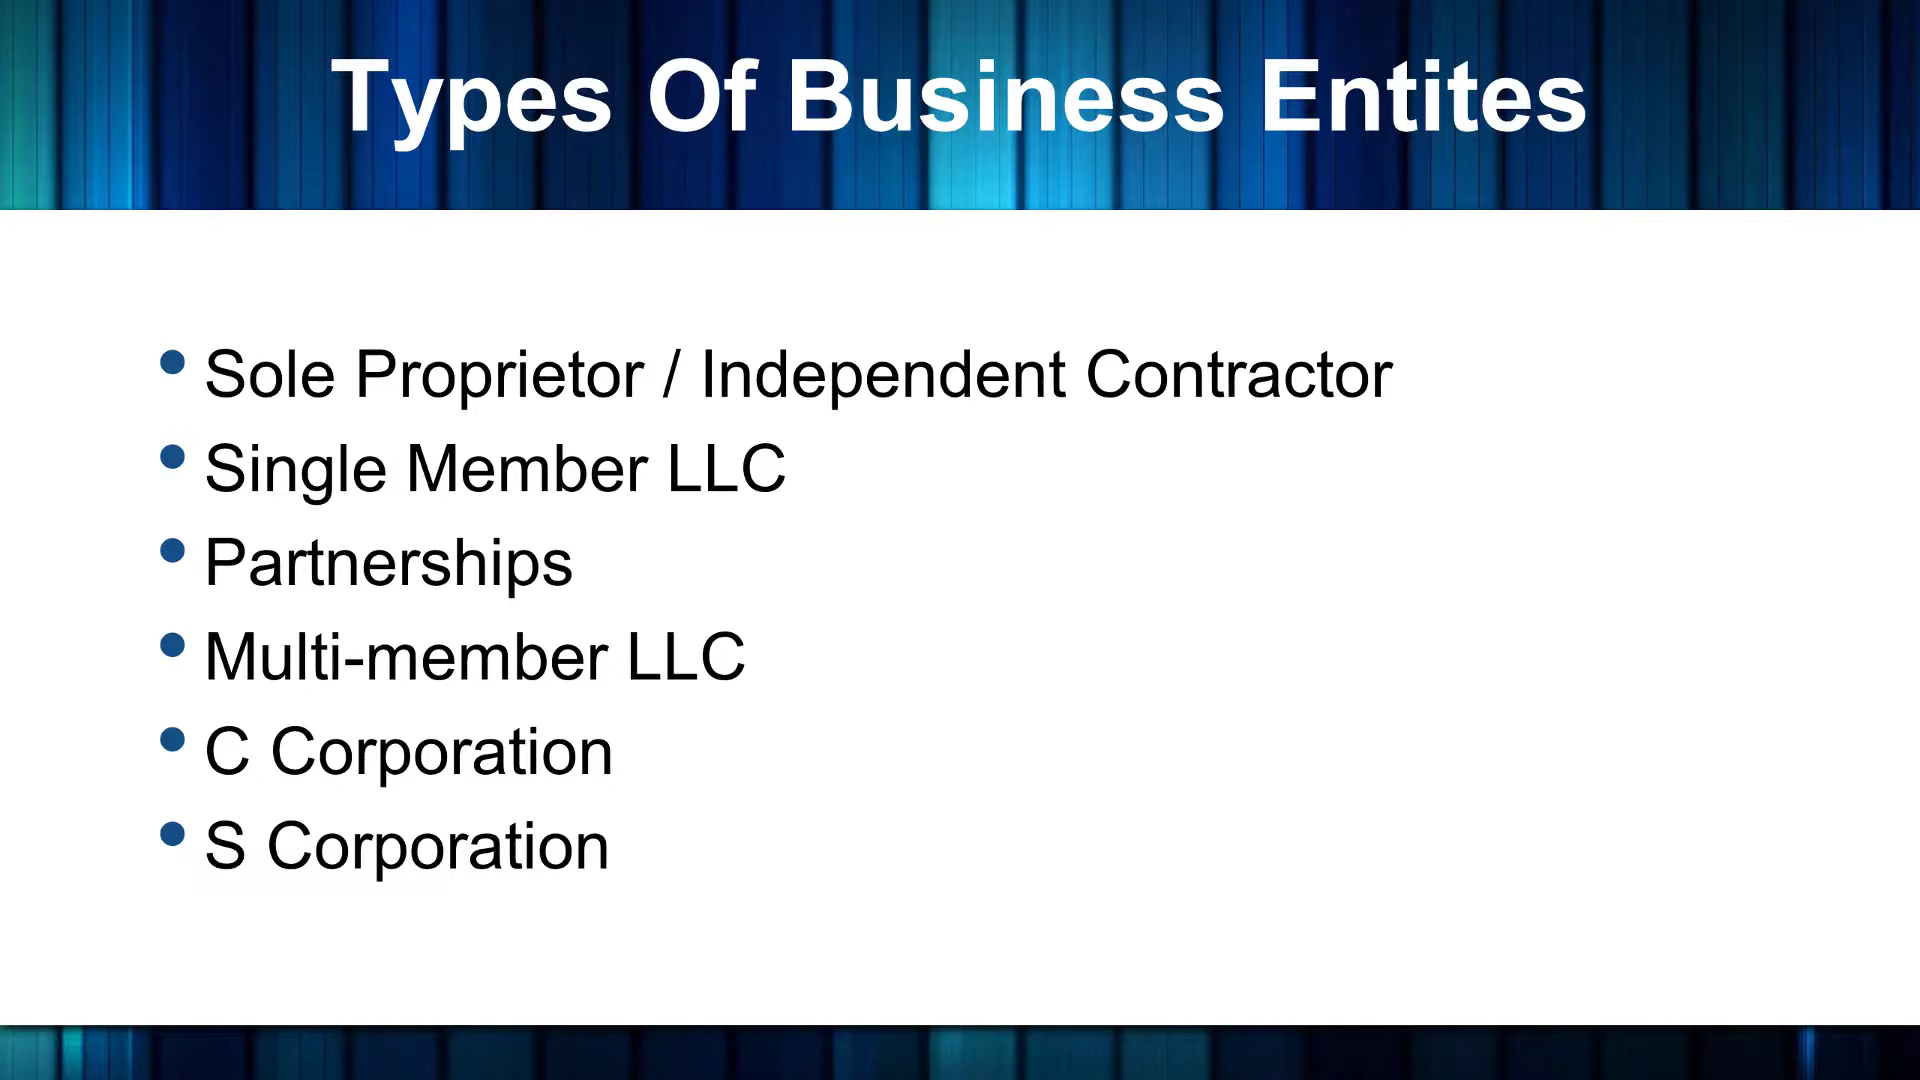 Types Of Business Entites
• Sole Proprietor / Independent Contractor
• Single Member LLC
• Partnerships
• Multi-member LLC
• C Corporation
• S Corporation